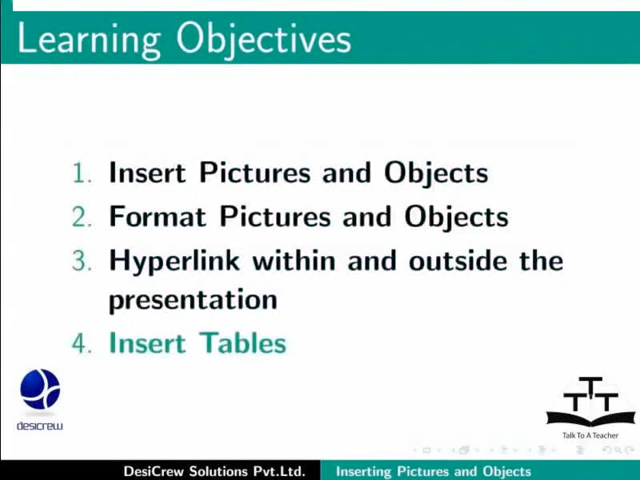 Learning Objectives
1. Insert Pictures and Objects
2. Format Pictures and Objects
3. Hyperlink within and outside the
presentation
4. Insert Tables
desicrew
TTT
Talk To A Teacher
DesiCrew Solutions Pvt.Ltd. Inserting Pictures and Objects